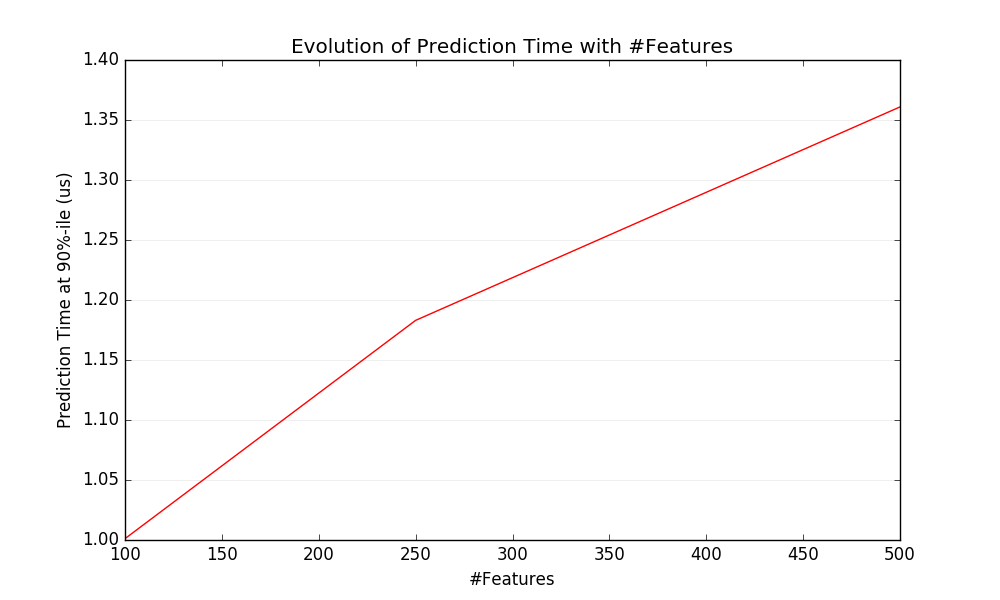 Evolution of Prediction Time with #Features
1.40
1.35
1.30
1.25
1.20
1.15
1.10
1.05
1.00
Prediction Time at 90%-ile (us)
100 150 200 250 300 350 400 450 500
#Features